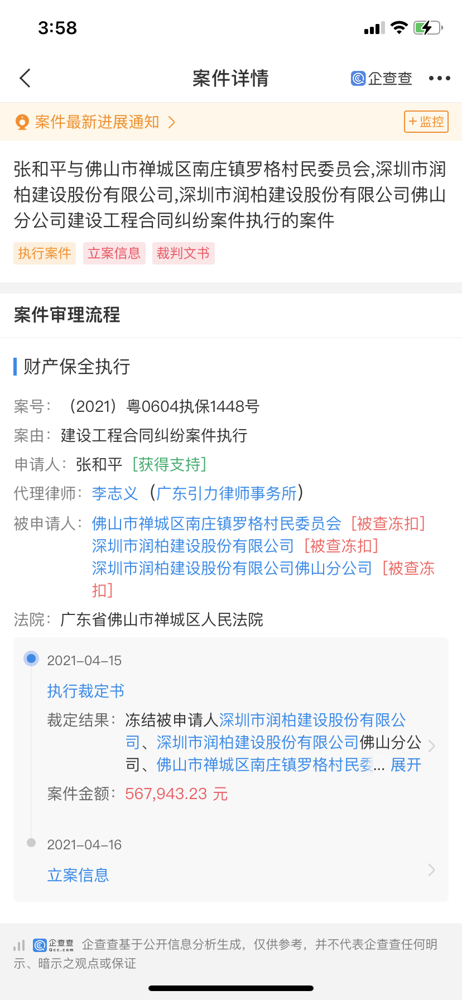 3:58
案件详情
企查查
案件最新进展通知
+监控
张和平与佛山市禅城区南庄镇罗格村民委员会,深圳市润
柏建设股份有限公司,深圳市润柏建设股份有限公司佛山
分公司建设工程合同纠纷案件执行的案件
执行案件 立案信息 裁判文书
案件审理流程
财产保全执行
案号：（2021）粤0604执保1448号
案由：建设工程合同纠纷案件执行
申请人：张和平 [获得支持]
代理律师：李志义（广东引力律师事务所）
被申请人：佛山市禅城区南庄镇罗格村民委员会 [被查冻扣]
深圳市润柏建设股份有限公司 [被查冻扣]
深圳市润柏建设股份有限公司佛山分公司 [被查冻
扣]
法院：广东省佛山市禅城区人民法院
2021-04-15
执行裁定书
裁定结果：冻结被申请人深圳市润柏建设股份有限公
司、深圳市润柏建设股份有限公司佛山分公
司、佛山市禅城区南庄镇罗格村民委... 展开
案件金额：567,943.23 元
2021-04-16
立案信息
企查查
Qcc.com
企查查基于公开信息分析生成，仅供参考，并不代表企查查任何明
示、暗示之观点或保证